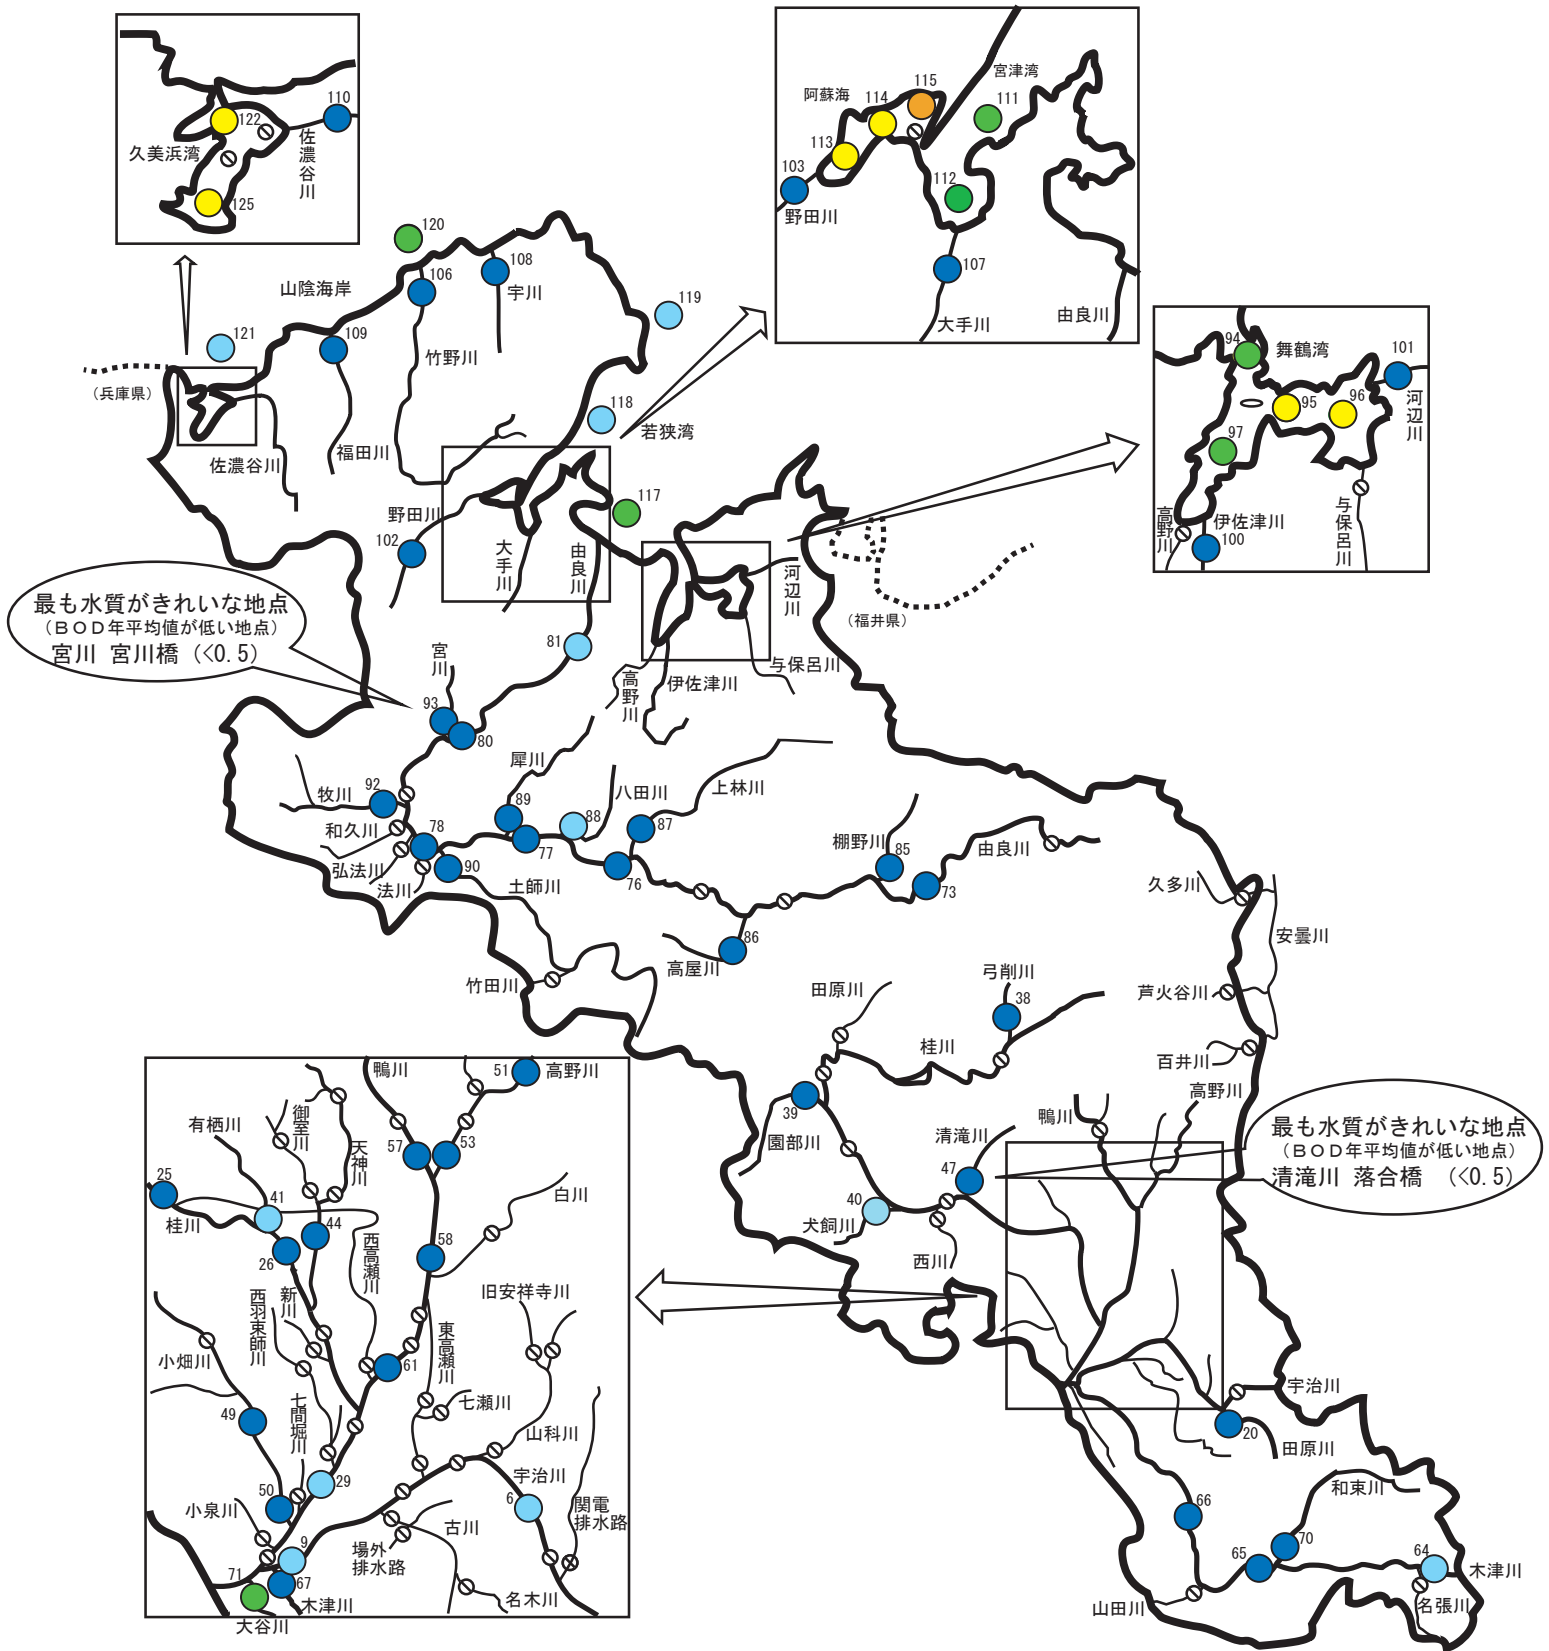 122
110
久美浜湾
佐濃谷川
125
宮津湾
115
阿蘇海
114
111
113
103
112
野田川
107
大手川
由良川
94
舞鶴湾
101
95
96
河辺川
97
高野川
伊佐津川
100
与保呂川
120
108
106
山陰海岸
宇川
119
121
109
竹野川
（兵庫県）
118
若狭湾
福田川
佐濃谷川
117
野田川
102
大手川
由良川
河辺川
（福井県）
最も水質がきれいな地点
（ＢＯＤ年平均値が低い地点）
宮川 宮川橋（<0.5）
81
宮川
高野川
伊佐津川
与保呂川
93
80
犀川
牧川
92
89
88
八田川
上林川
87
和久川
78
77
棚野川
85
由良川
弘法川
90
76
73
法川
土師川
久多川
86
安曇川
高屋川
竹田川
田原川
弓削川
38
芦火谷川
桂川
百井川
高野川
39
鴨川
園部川
清滝川
47
40
犬飼川
西川
最も水質がきれいな地点
（ＢＯＤ年平均値が低い地点）
清滝川 落合橋 （<0.5）
鴨川
51
高野川
有栖川
御室川
天神川
57
53
25
41
白川
桂川
44
26
西高瀬川
58
新川
西羽束師川
旧安祥寺川
小畑川
東高瀬川
61
七瀬川
49
七間堀川
山科川
29
宇治川
50
6
関電
排水路
小泉川
9
古川
場外
排水路
71
67
木津川
名木川
大谷川
宇治川
20
田原川
和束川
66
70
65
64
木津川
山田川
名張川